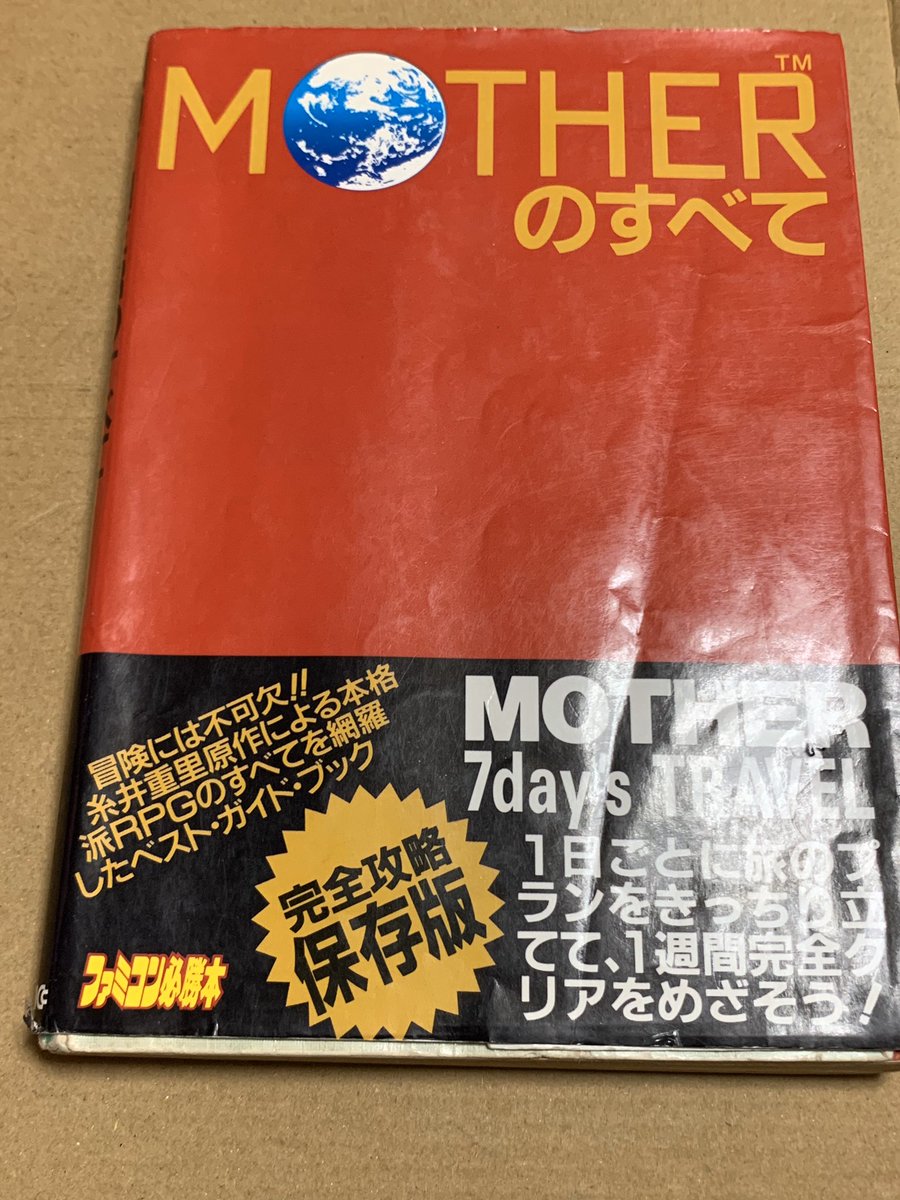 MOTHER™
のすべて
冒険には不可欠!!
糸井重里原作による本格
派RPGのすべてを網羅
したベスト・ガイド・ブック
完全攻略
保存版
ファミコン必勝本
MOTHER
7day's TRAVEL
1日ごとに旅のプ
ランをきっちり立
てて、1週間完全ク
リアをめざそう!